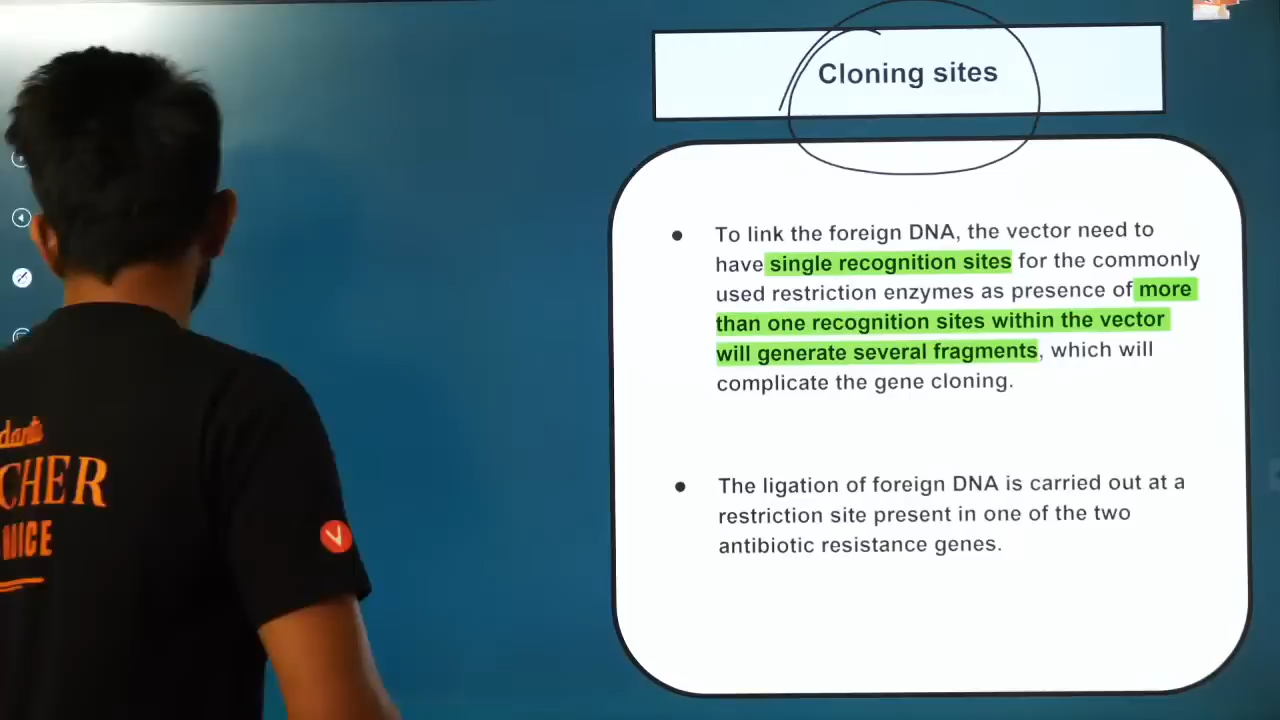 Cloning sites
● To link the foreign DNA, the vector need to
have single recognition sites for the commonly
used restriction enzymes as presence of more
than one recognition sites within the vector
will generate several fragments, which will
complicate the gene cloning.
● The ligation of foreign DNA is carried out at a
restriction site present in one of the two
antibiotic resistance genes.
CHER